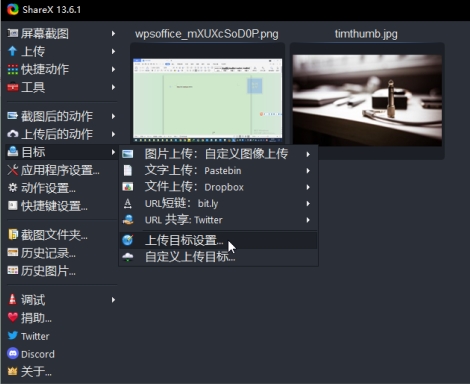 ShareX 13.6.1
屏幕截图
上传
快捷动作
工具
截图后的动作
上传后的动作
目标
应用程序设置...
动作设置...
快捷键设置...
截图文件夹...
历史记录...
历史图片...
调试
捐助...
Twitter
Discord
关于...
wpsoffice_mXUXcSoD0P.png
timthumb.jpg
图片上传：自定义图像上传
文字上传：Pastebin
文件上传：Dropbox
URL短链：bit.ly
URL 共享: Twitter
上传目标设置...
自定义上传目标...